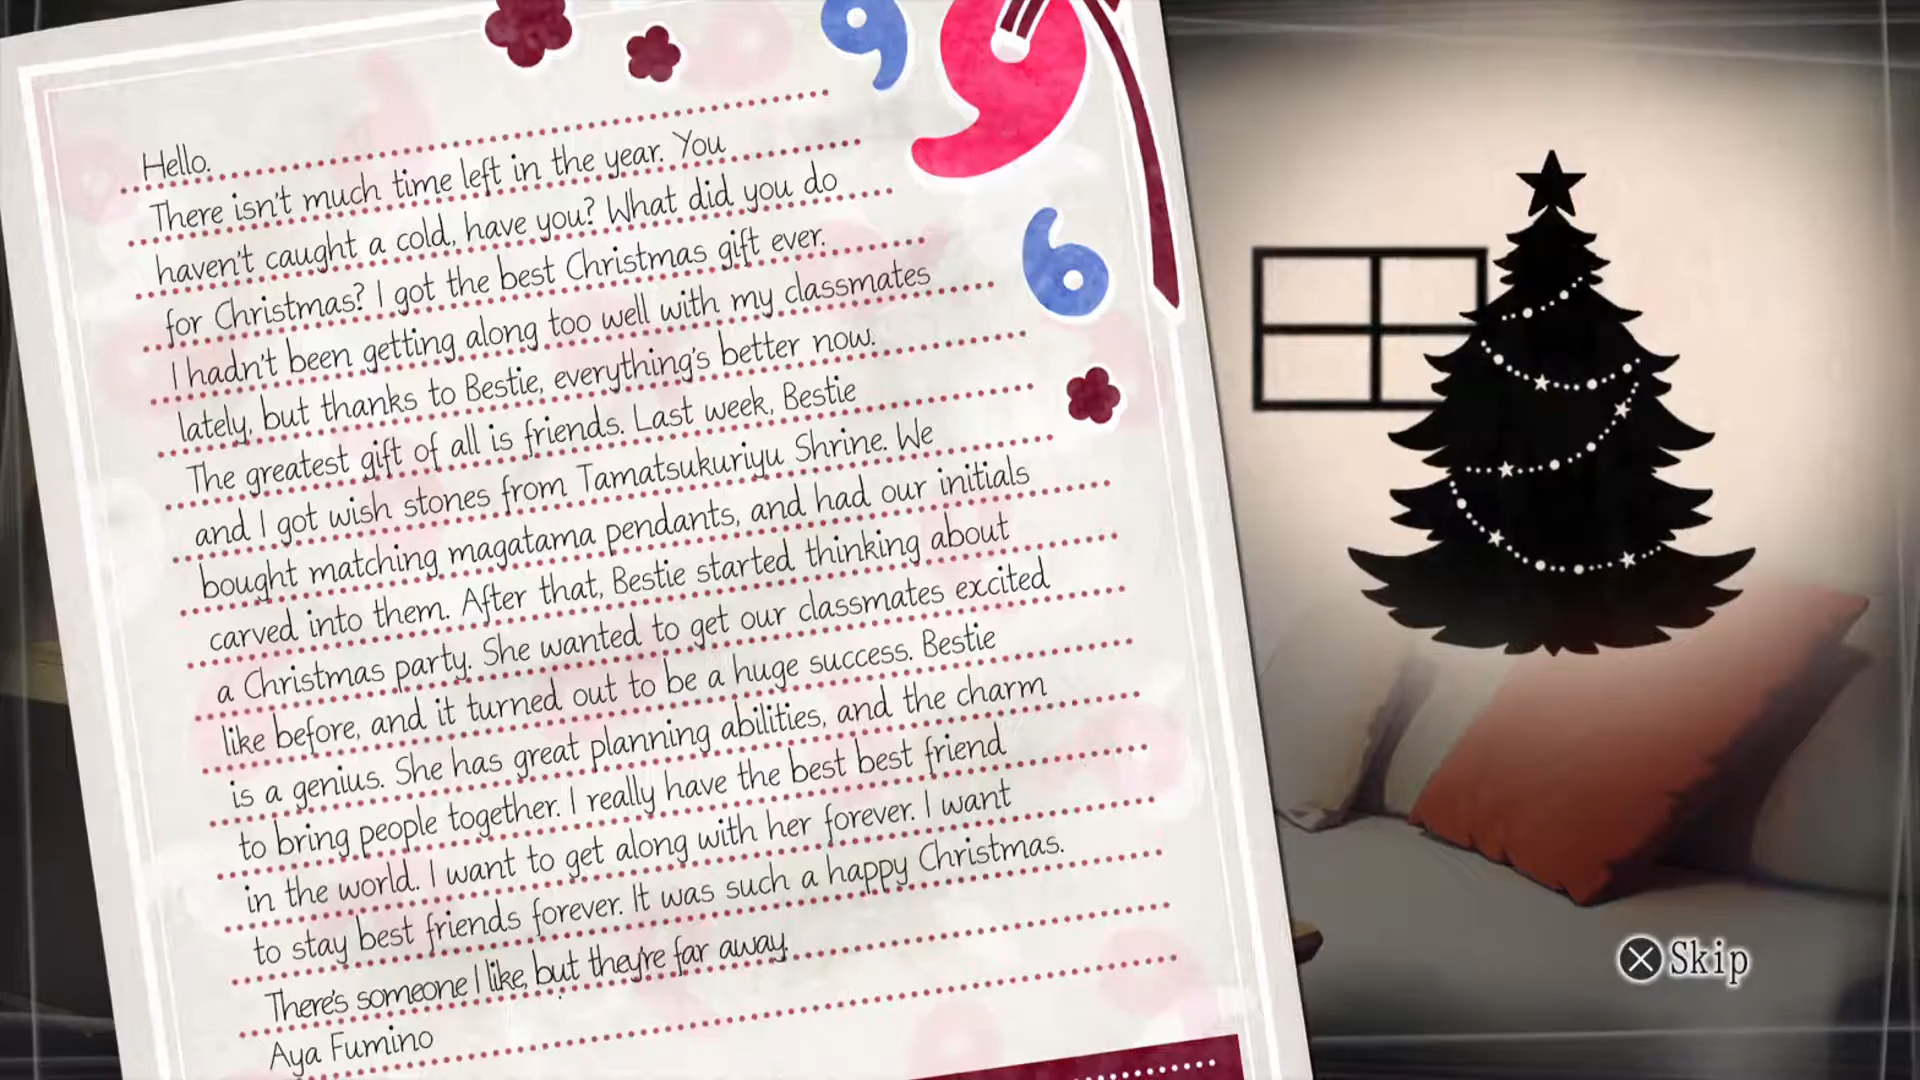 Hello.
There isn't much time left in the year. You
haven't caught a cold, have you? What did you do
for Christmas? I got the best Christmas gift ever.
I hadn't been getting along too well with my classmates
lately, but thanks to Bestie, everything's better now.
The greatest gift of all is friends. Last week, Bestie
and I got wish stones from Tamatsukuriyu Shrine. We
bought matching magatama pendants, and had our initials
carved into them. After that, Bestie started thinking about
a Christmas party. She wanted to get our classmates excited
like before, and it turned out to be a huge success. Bestie
is a genius. She has great planning abilities, and the charm
to bring people together. I really have the best best friend
in the world. I want to get along with her forever. I want
to stay best friends forever. It was such a happy Christmas.
There's someone I like, but they're far away.
Aya Fumino
Skip